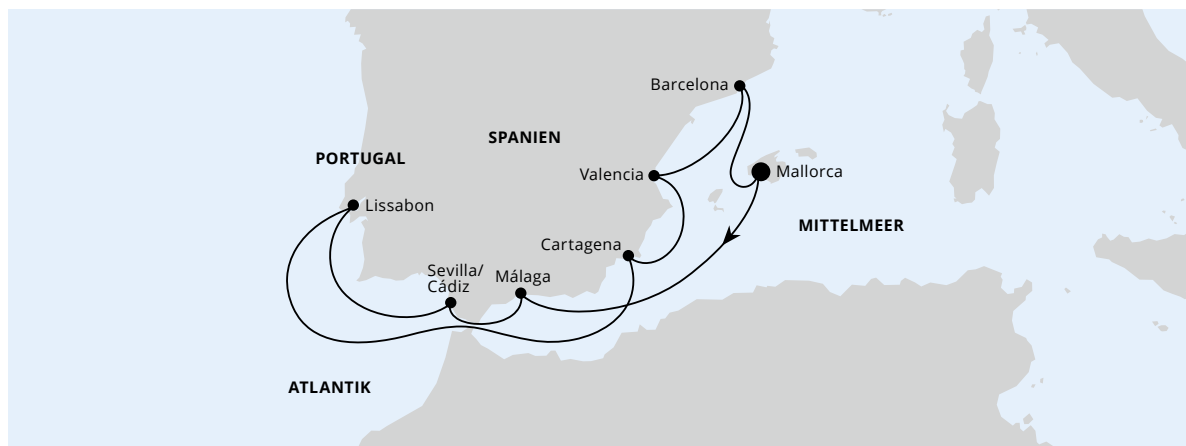 Barcelona
SPANIEN
PORTUGAL
Valencia
Mallorca
Lissabon
MITTELMEER
Cartagena
Sevilla/
Cádiz
Málaga
ATLANTIK